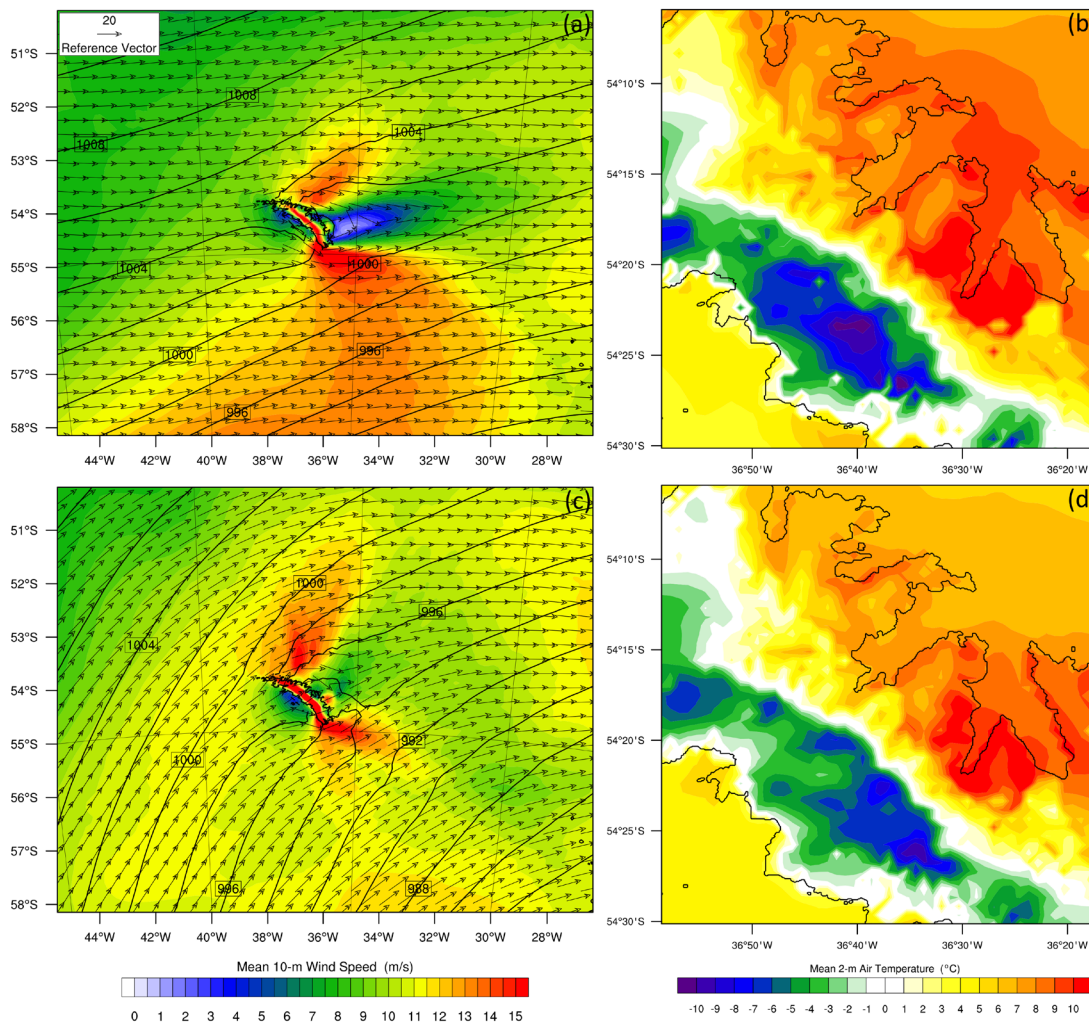 20
Reference Vector
(a)
51°S
52°S
53°S
54°S
55°S
56°S
57°S
58°S
1008
1008
1004
1004
1000
1000
996
996
44°W 42°W 40°W 38°W 36°W 34°W 32°W 30°W 28°W
(b
54°10'S
54°15'S
54°20'S
54°25'S
54°30'S
36°50'W 36°40'W 36°30'W 36°20'W
(c)
51°S
52°S
53°S
54°S
55°S
56°S
57°S
58°S
1000
996
1004
992
1000
996
988
44°W 42°W 40°W 38°W 36°W 34°W 32°W 30°W 28°W
(d
54°10'S
54°15'S
54°20'S
54°25'S
54°30'S
36°50'W 36°40'W 36°30'W 36°20'W
Mean 10-m Wind Speed (m/s)
0 1 2 3 4 5 6 7 8 9 10 11 12 13 14 15
Mean 2-m Air Temperature (°C)
-10 -9 -8 -7 -5 -4 -3 -2 -1 0 1 2 3 4 5 6 7 8 9 10